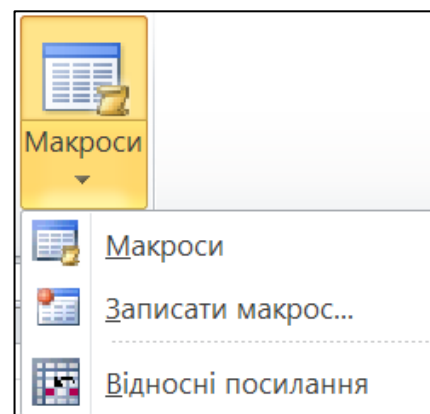 Макроси
Макроси
Записати макрос...
Відносні посилання